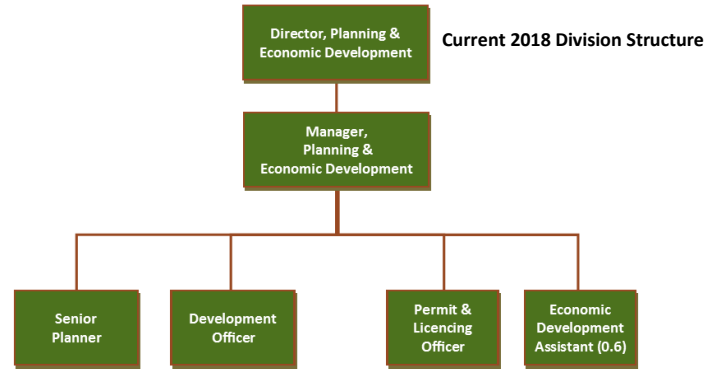 Director, Planning &
Economic Development
Current 2018 Division Structure
Manager,
Planning &
Economic Development
Senior
Planner
Development
Officer
Permit &
Licencing
Officer
Economic
Development
Assistant (0.6)